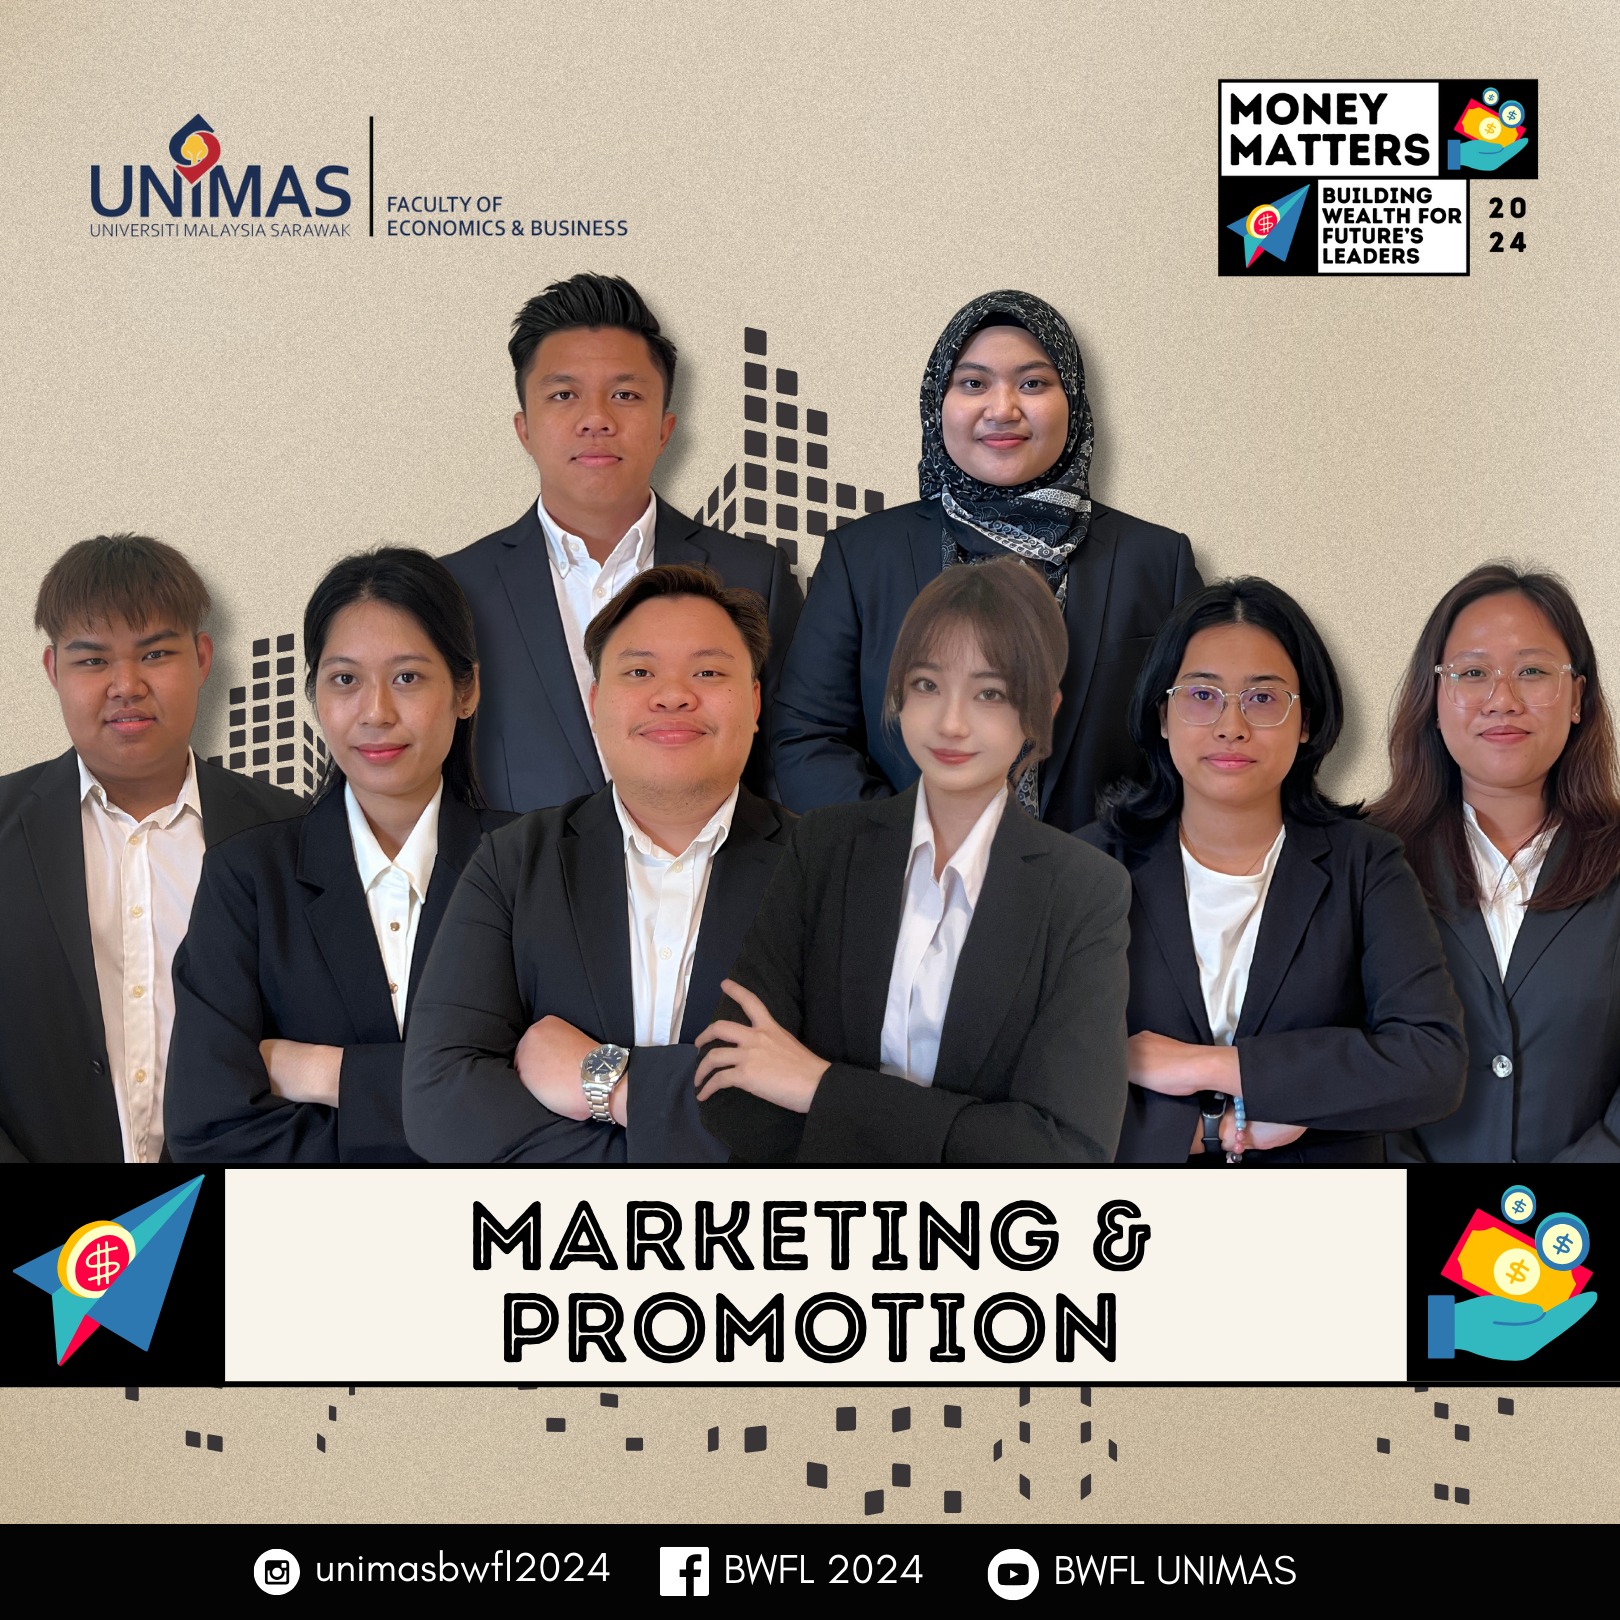 UNIMAS
UNIVERSITI MALAYSIA SARAWAK
FACULTY OF
ECONOMICS & BUSINESS
MONEY
MATTERS
BUILDING
WEALTH FOR
FUTURE'S
LEADERS
20
24
MARKETING &
PROMOTION
unimasbwfl2024
BWFL 2024
BWFL UNIMAS